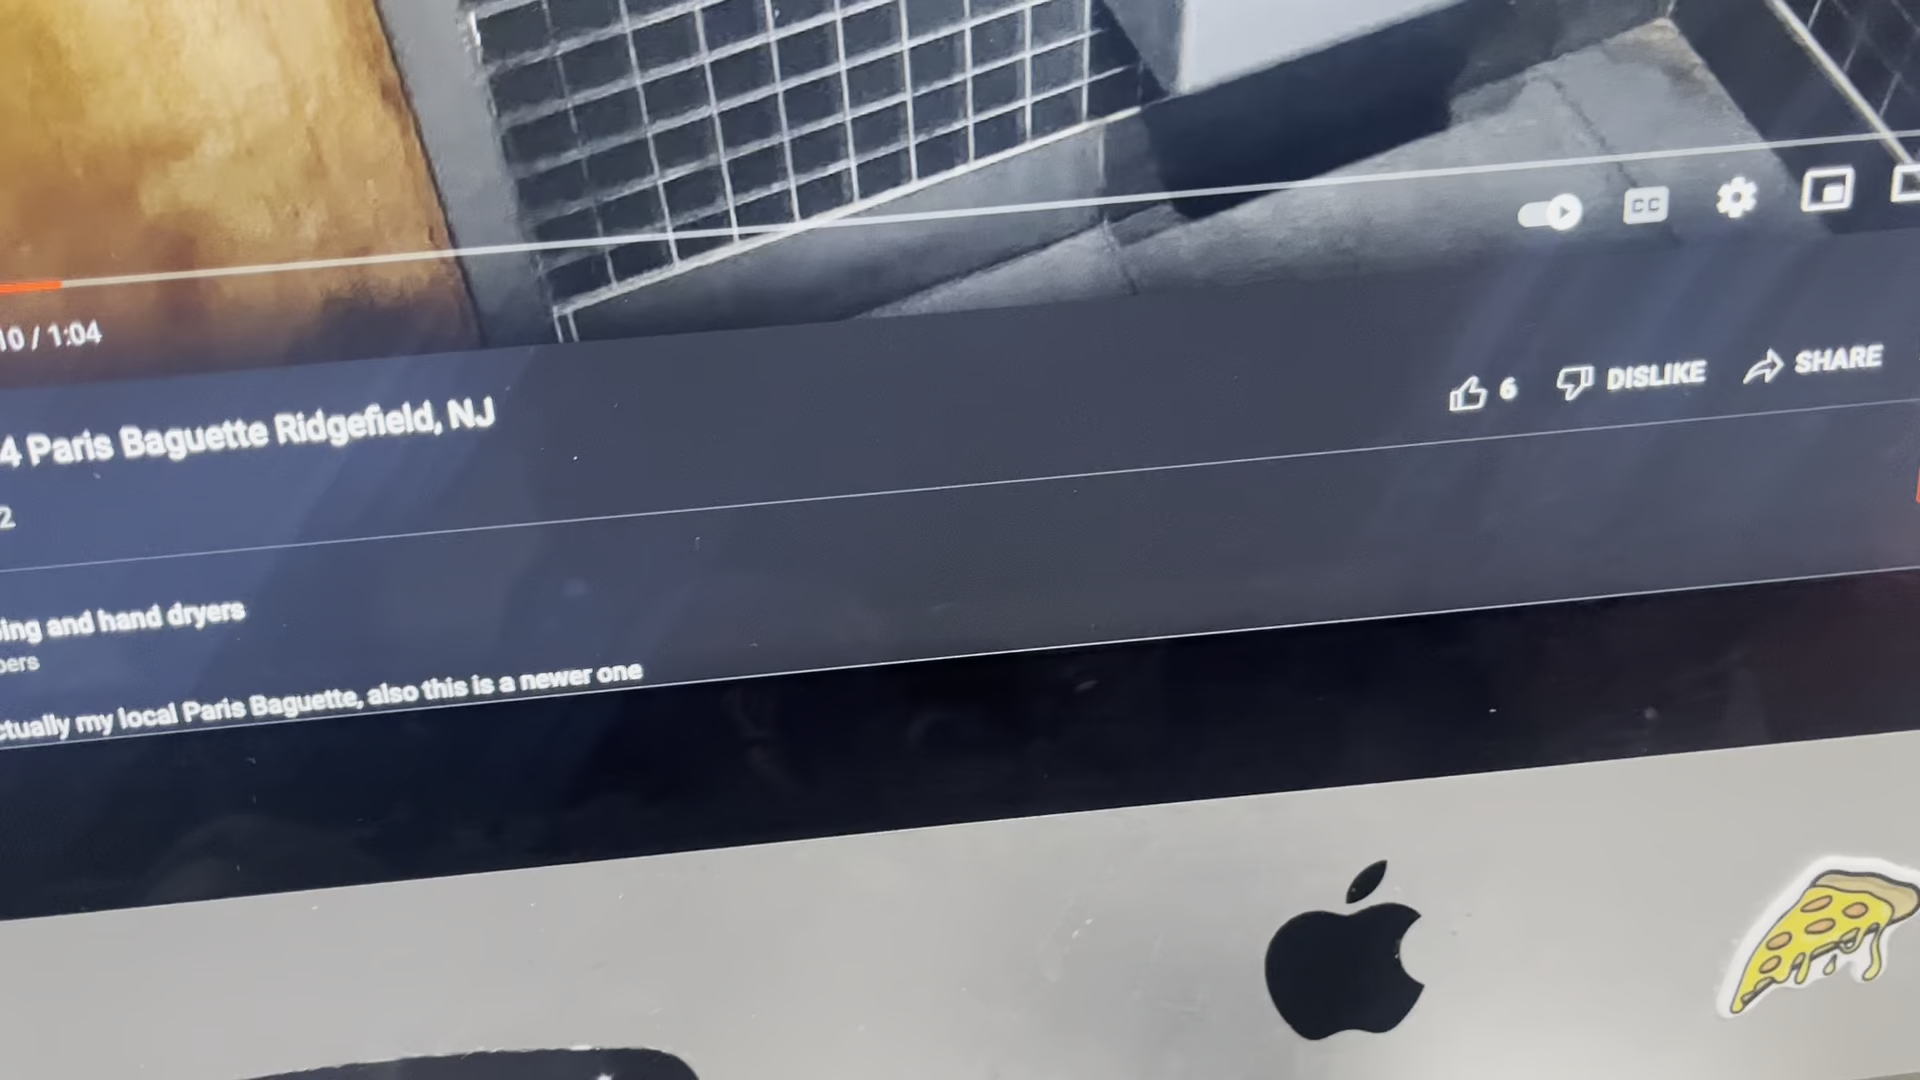 CC
10 / 1:04
6 DISLIKE SHARE
4 Paris Baguette Ridgefield, NJ
2
ing and hand dryers
bers
ctually my local Paris Baguette, also this is a newer one